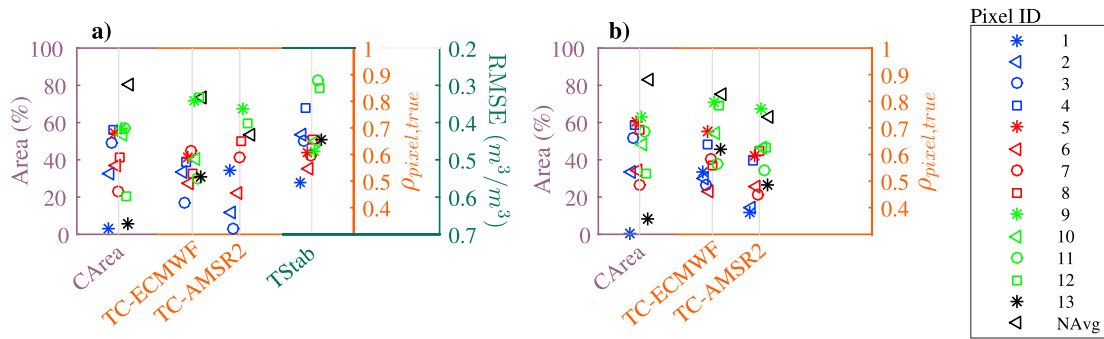 a)
100
80
60
40
20
0
Area (%)
CArea
TC-ECMWF
TC-AMSR2
TStab
1
0.9
0.8
0.7
0.6
0.5
0.4
ρpixel,true
0.2
0.3
0.4
0.5
0.6
0.7
RMSE (m³/m³)
b)
100
80
60
40
20
0
Area (%)
CArea
TC-ECMWF
TC-AMSR2
1
0.9
0.8
0.7
0.6
0.5
0.4
ρpixel,true
Pixel ID
1
2
3
4
5
6
7
8
9
10
11
12
13
NAvg